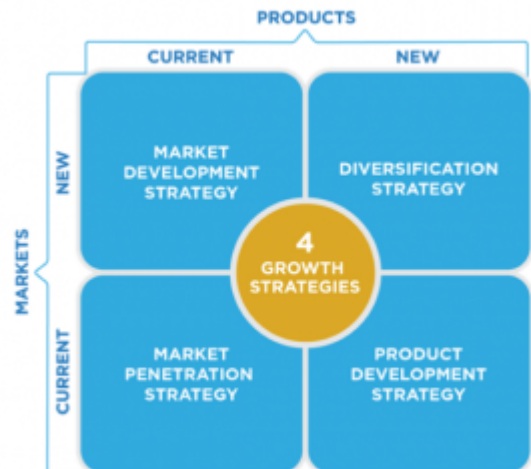 PRODUCTS
CURRENT
NEW
MARKETS
NEW
MARKET
DEVELOPMENT
STRATEGY
DIVERSIFICATION
STRATEGY
4
GROWTH
STRATEGIES
CURRENT
MARKET
PENETRATION
STRATEGY
PRODUCT
DEVELOPMENT
STRATEGY